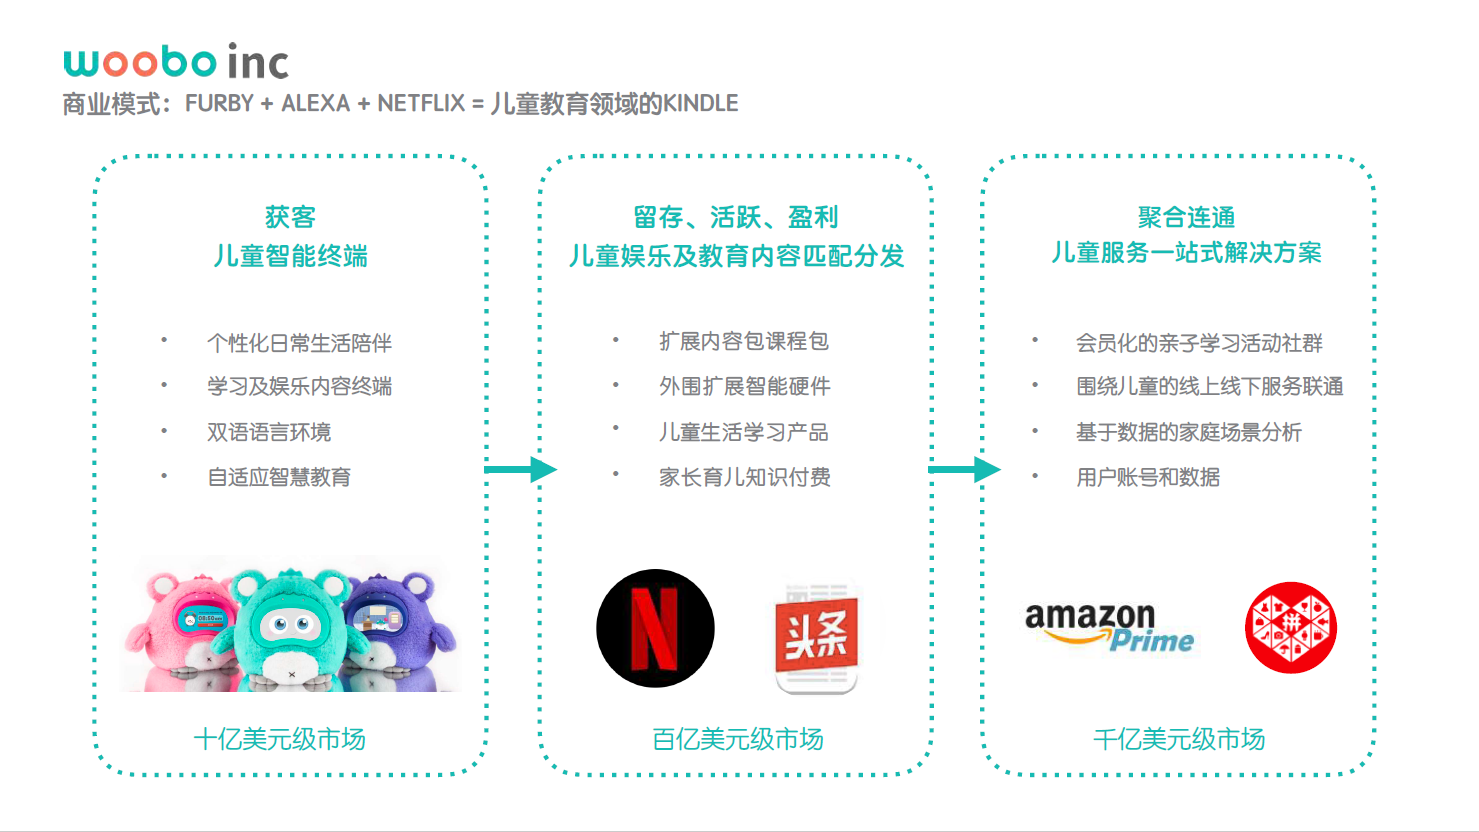 woobo inc
商业模式：FURBY + ALEXA + NETFLIX = 儿童教育领域的KINDLE
获客
儿童智能终端
• 个性化日常生活陪伴
• 学习及娱乐内容终端
• 双语语言环境
• 自适应智慧教育
08:59am
十亿美元级市场
留存、活跃、盈利
儿童娱乐及教育内容匹配分发
• 扩展内容包课程包
• 外围扩展智能硬件
• 儿童生活学习产品
• 家长育儿知识付费
N
头条
百亿美元级市场
聚合连通
儿童服务一站式解决方案
• 会员化的亲子学习活动社群
• 围绕儿童的线上线下服务联通
• 基于数据的家庭场景分析
• 用户账号和数据
amazon
Prime
拼
千亿美元级市场